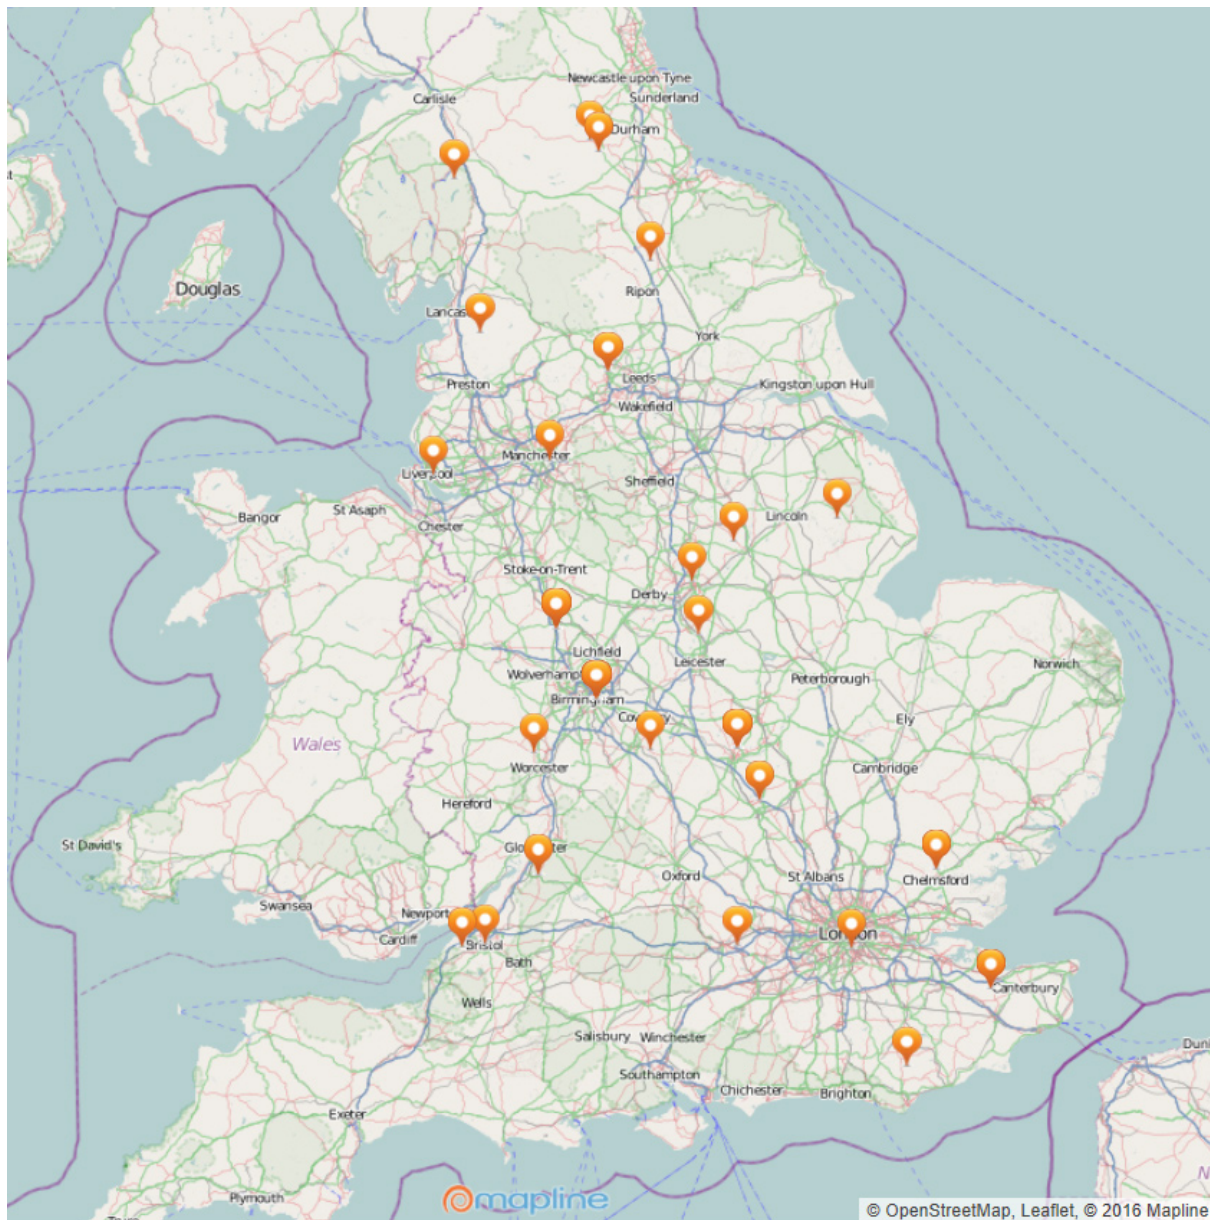 Newcastle upon Tyne
Carlisle
Sunderland
Durham
Douglas
Ripon
Lancas
York
Preston
Leeds
Kingston upon Hull
Wakefield
Manchester
Liverpool
Sheffield
Bangor
St Asaph
Lincoln
Chester
Stoke-on-Trent
Derby
Lichfield
Leicester
Norwich
Wolverhamp
Peterborough
Birmingham
Ely
Wales
Worcester
Cambridge
Hereford
St David's
Oxford
St Albans
Chelmsford
Swansea
Newport
Cardiff
Bristol
London
Bath
Canterbury
Wells
Salisbury
Winchester
Southampton
Chichester
Brighton
Exeter
Plymouth
mapline
© OpenStreetMap, Leaflet, © 2016 Mapline